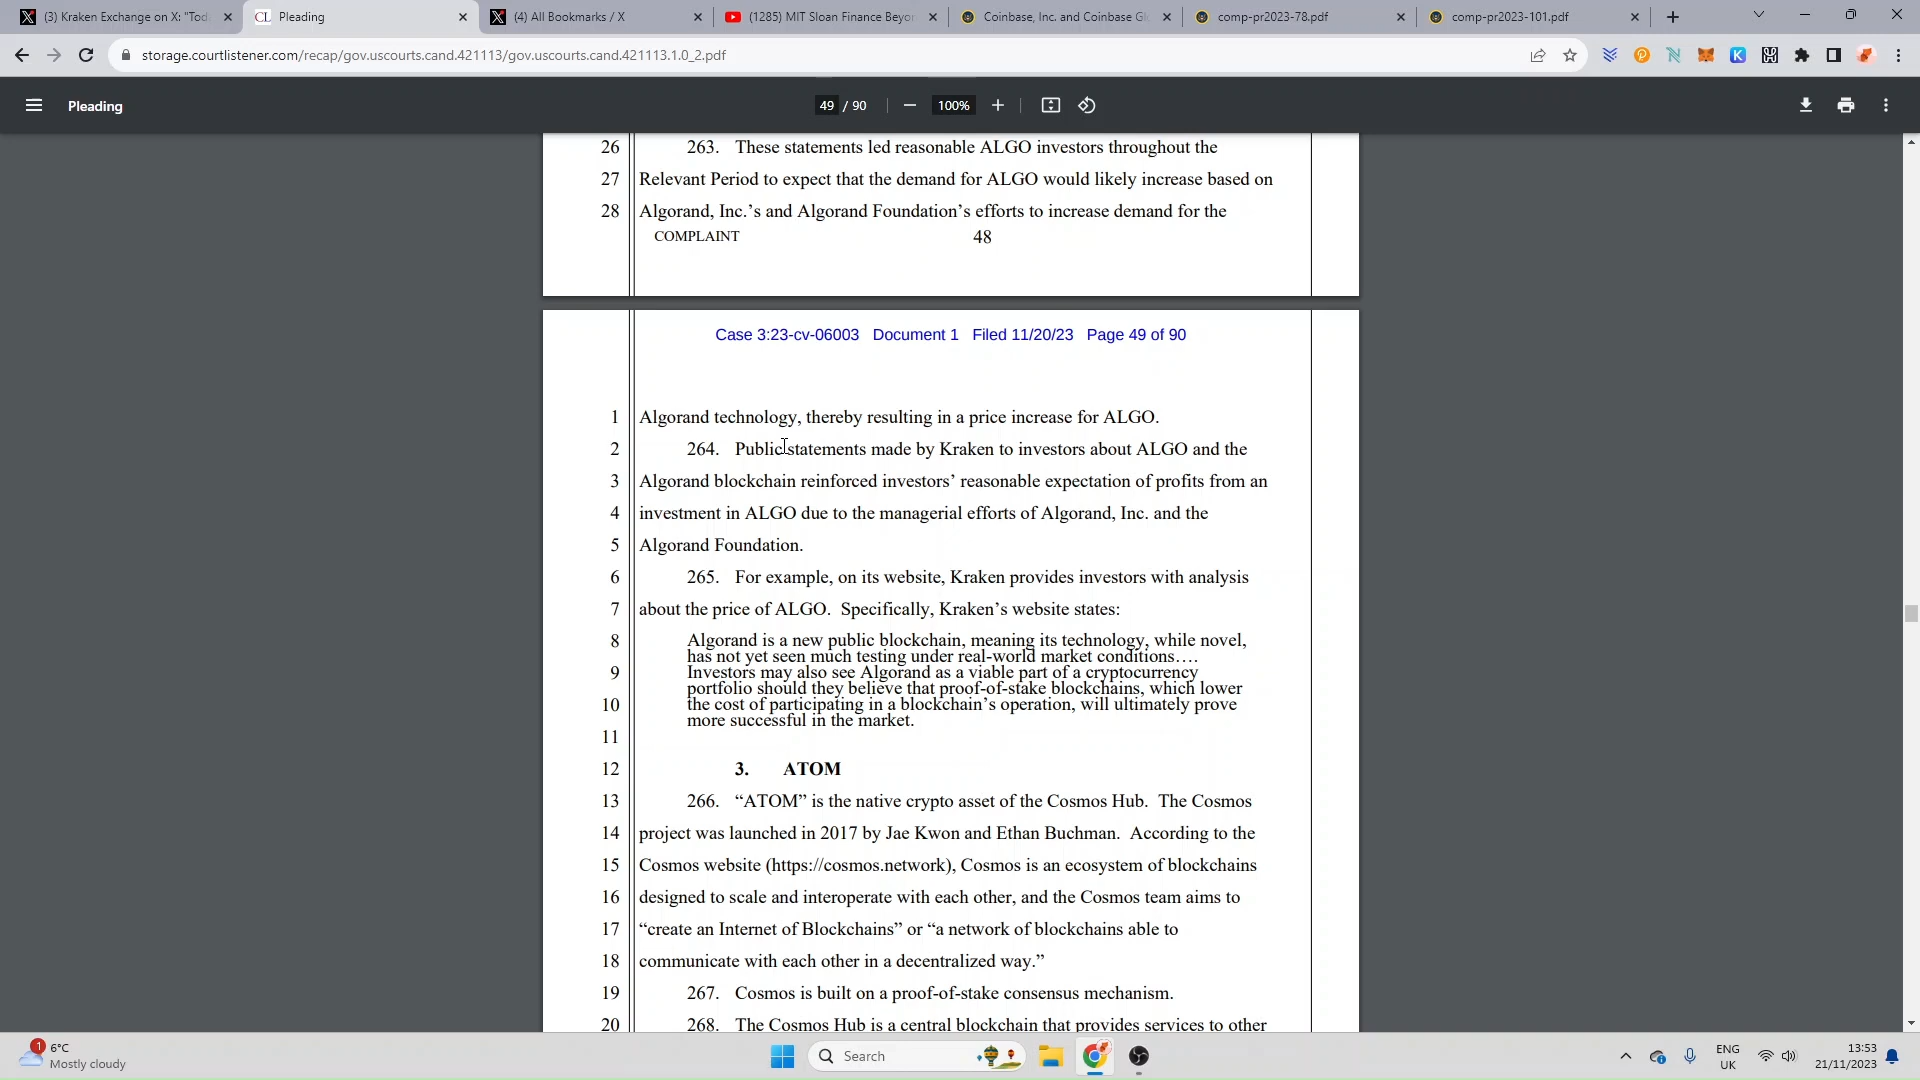 (3) Kraken Exchange on X: "Tod
Pleading
(4) All Bookmarks / X
(1285) MIT Sloan Finance Beyon
Coinbase, Inc. and Coinbase Gl
comp-pr2023-78.pdf
comp-pr2023-101.pdf
storage.courtlistener.com/recap/gov.uscourts.cand.421113/gov.uscourts.cand.421113.1.0_2.pdf
Pleading
49 / 90
100%
26 263. These statements led reasonable ALGO investors throughout the
27 Relevant Period to expect that the demand for ALGO would likely increase based on
28 Algorand, Inc.’s and Algorand Foundation’s efforts to increase demand for the
COMPLAINT 48
Case 3:23-cv-06003 Document 1 Filed 11/20/23 Page 49 of 90
1 Algorand technology, thereby resulting in a price increase for ALGO.
2 264. Public statements made by Kraken to investors about ALGO and the
3 Algorand blockchain reinforced investors’ reasonable expectation of profits from an
4 investment in ALGO due to the managerial efforts of Algorand, Inc. and the
5 Algorand Foundation.
6 265. For example, on its website, Kraken provides investors with analysis
7 about the price of ALGO. Specifically, Kraken’s website states:
8 Algorand is a new public blockchain, meaning its technology, while novel,
has not yet seen much testing under real-world market conditions….
9 Investors may also see Algorand as a viable part of a cryptocurrency
portfolio should they believe that proof-of-stake blockchains, which lower
10 the cost of participating in a blockchain’s operation, will ultimately prove
more successful in the market.
11
12 3. ATOM
13 266. “ATOM” is the native crypto asset of the Cosmos Hub. The Cosmos
14 project was launched in 2017 by Jae Kwon and Ethan Buchman. According to the
15 Cosmos website (https://cosmos.network), Cosmos is an ecosystem of blockchains
16 designed to scale and interoperate with each other, and the Cosmos team aims to
17 “create an Internet of Blockchains” or “a network of blockchains able to
18 communicate with each other in a decentralized way.”
19 267. Cosmos is built on a proof-of-stake consensus mechanism.
20 268. The Cosmos Hub is a central blockchain that provides services to other
1
6°C
Mostly cloudy
Search
ENG
UK
13:53
21/11/2023